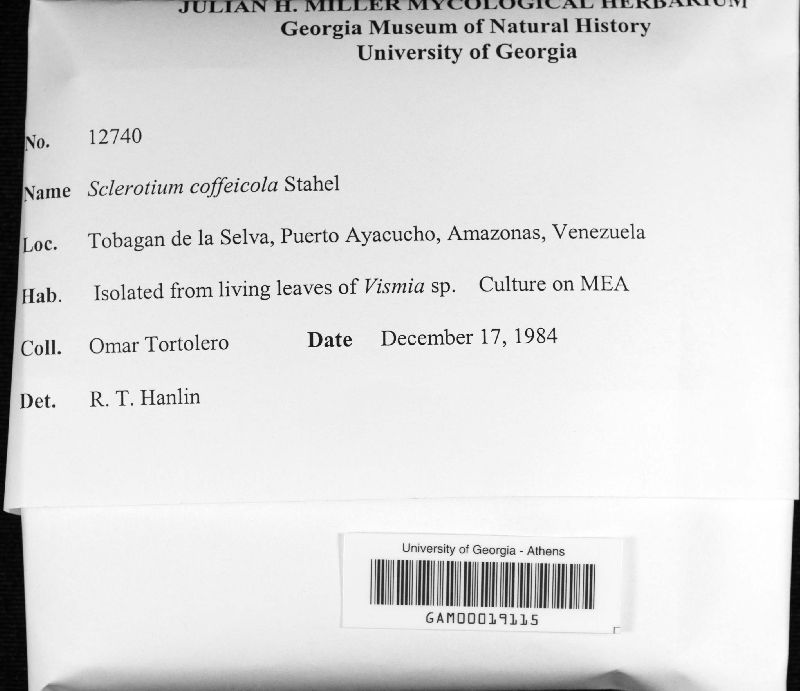 JULIAN H. MILLER MYCOLOGICAL HERBARIUM
Georgia Museum of Natural History
University of Georgia
No. 12740
Name Sclerotium coffeicola Stahel
Loc. Tobagan de la Selva, Puerto Ayacucho, Amazonas, Venezuela
Hab. Isolated from living leaves of Vismia sp. Culture on MEA
Coll. Omar Tortolero Date December 17, 1984
Det. R. T. Hanlin
University of Georgia - Athens
GAM00019115